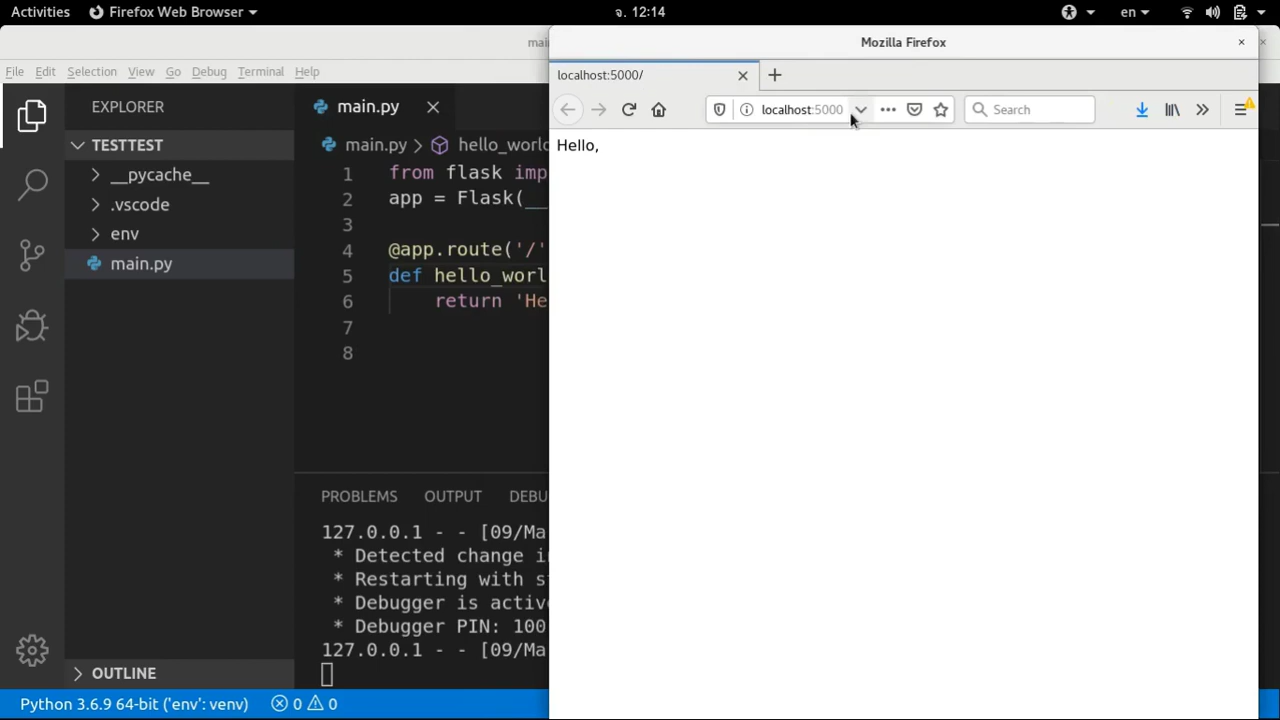 Activities Firefox Web Browser จ. 12:14 en
mai Mozilla Firefox ×
File Edit Selection View Go Debug Terminal Help
localhost:5000/
EXPLORER
main.py
localhost:5000 Search
TESTTEST
main.py > hello_worl
Hello,
__pycache__
.vscode
env
main.py
1 from flask imp
2 app = Flask(__
3
4 @app.route('/'
5 def hello_worl
6 return 'He
7
8
PROBLEMS OUTPUT DEBU
127.0.0.1 - - [09/Ma
* Detected change i
* Restarting with s
* Debugger is active
* Debugger PIN: 100
127.0.0.1 - - [09/Ma
OUTLINE
Python 3.6.9 64-bit ('env': venv) 0 0